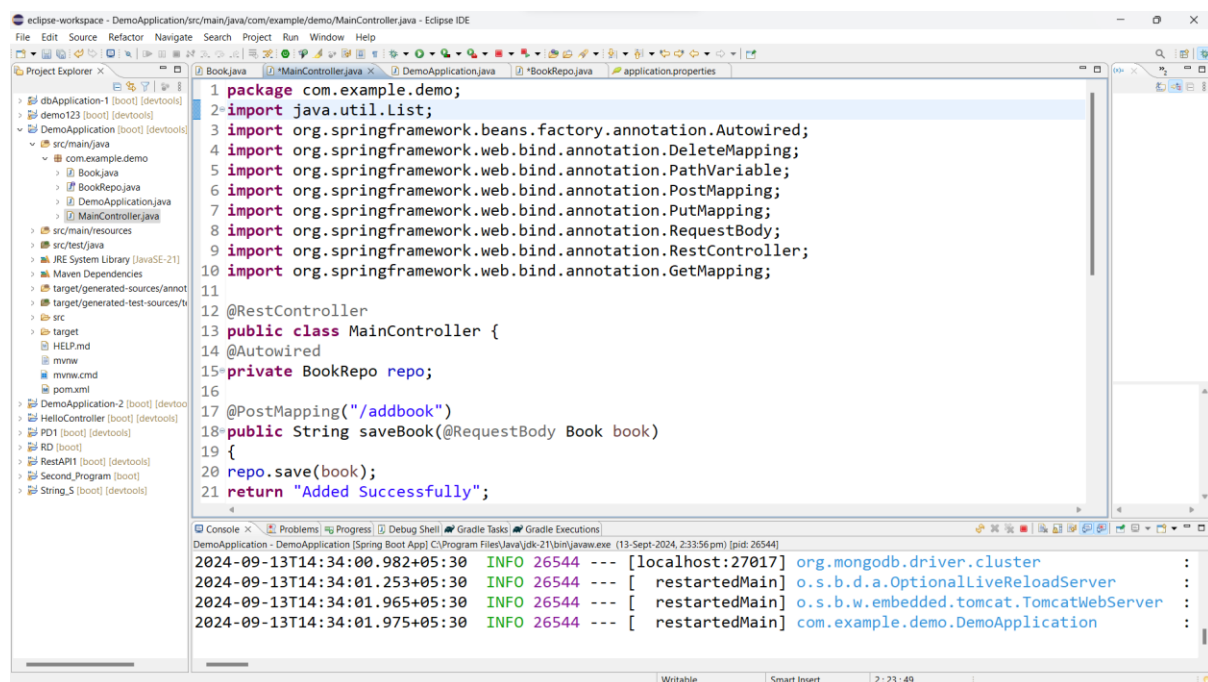 eclipse-workspace - DemoApplication/src/main/java/com/example/demo/MainController.java - Eclipse IDE
File Edit Source Refactor Navigate Search Project Run Window Help
Project Explorer
Book.java *MainController.java DemoApplication.java *BookRepo.java application.properties
dbApplication-1 [boot] [devtools]
demo123 [boot] [devtools]
DemoApplication [boot] [devtools]
src/main/java
com.example.demo
Book.java
BookRepo.java
DemoApplication.java
MainController.java
src/main/resources
src/test/java
JRE System Library [JavaSE-21]
Maven Dependencies
target/generated-sources/annot
target/generated-test-sources/te
src
target
HELP.md
mvnw
mvnw.cmd
pom.xml
DemoApplication-2 [boot] [devtoo
HelloController [boot] [devtools]
PD1 [boot] [devtools]
RD [boot]
RestAPI1 [boot] [devtools]
Second_Program [boot]
String_S [boot] [devtools]
1 package com.example.demo;
2 import java.util.List;
3 import org.springframework.beans.factory.annotation.Autowired;
4 import org.springframework.web.bind.annotation.DeleteMapping;
5 import org.springframework.web.bind.annotation.PathVariable;
6 import org.springframework.web.bind.annotation.PostMapping;
7 import org.springframework.web.bind.annotation.PutMapping;
8 import org.springframework.web.bind.annotation.RequestBody;
9 import org.springframework.web.bind.annotation.RestController;
10 import org.springframework.web.bind.annotation.GetMapping;
11
12 @RestController
13 public class MainController {
14 @Autowired
15 private BookRepo repo;
16
17 @PostMapping("/addbook")
18 public String saveBook(@RequestBody Book book)
19 {
20 repo.save(book);
21 return "Added Successfully";
Console Problems Progress Debug Shell Gradle Tasks Gradle Executions
DemoApplication - DemoApplication [Spring Boot App] C:\Program Files\Java\jdk-21\bin\javaw.exe (13-Sept-2024, 2:33:56 pm) [pid: 26544]
2024-09-13T14:34:00.982+05:30 INFO 26544 --- [localhost:27017] org.mongodb.driver.cluster :
2024-09-13T14:34:01.253+05:30 INFO 26544 --- [ restartedMain] o.s.b.d.a.OptionalLiveReloadServer :
2024-09-13T14:34:01.965+05:30 INFO 26544 --- [ restartedMain] o.s.b.w.embedded.tomcat.TomcatWebServer :
2024-09-13T14:34:01.975+05:30 INFO 26544 --- [ restartedMain] com.example.demo.DemoApplication :
Writable Smart Insert 2 : 23 : 49